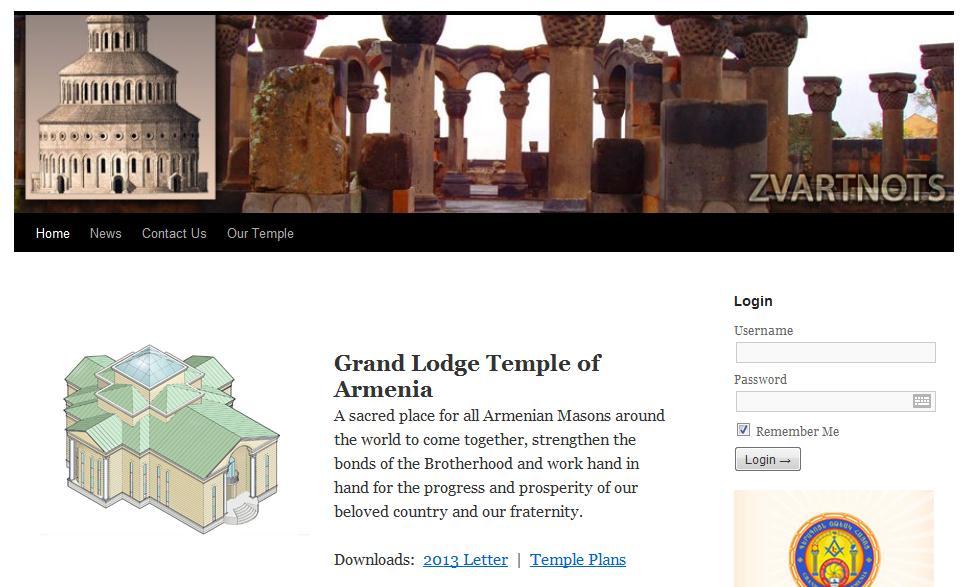 ZVARTNOTS
Home News Contact Us Our Temple
Login
Username
Password
Remember Me
Login →
Grand Lodge Temple of
Armenia
A sacred place for all Armenian Masons around
the world to come together, strengthen the
bonds of the Brotherhood and work hand in
hand for the progress and prosperity of our
beloved country and our fraternity.
Downloads: 2013 Letter | Temple Plans